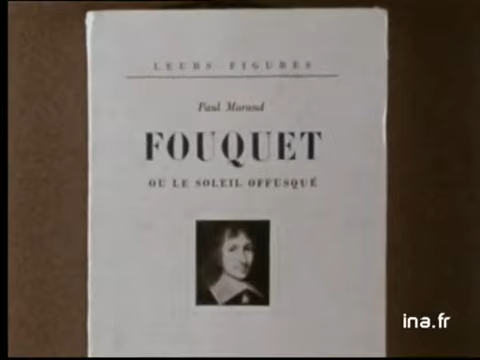 LEURS FIGURES
Paul Morand
FOUQUET
OU LE SOLEIL OFFUSQUÉ
ina.fr